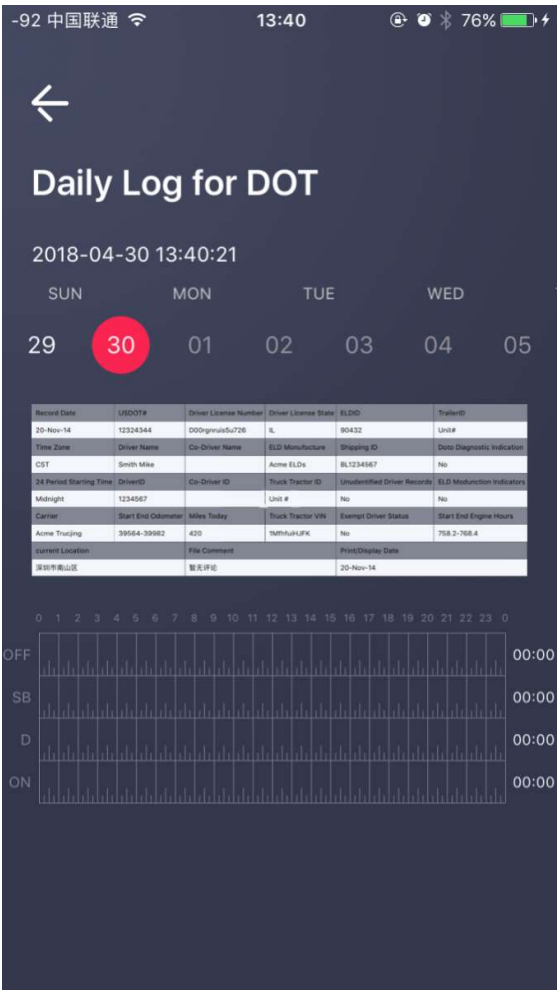 -92 中国联通 13:40 76%
Daily Log for DOT
2018-04-30 13:40:21
SUN MON TUE WED
29 30 01 02 03 04 05
Record Date USDOT# Driver License Number Driver License State ELDID TrailerID
20-Nov-14 12324344 D00rgnruis5u726 IL 90432 Unit#
Time Zone Driver Name Co-Driver Name ELD Monufocture Shipping ID Doto Diagnostic Indication
CST Smith Mike Acme ELDs BL1234567 No
24 Period Starting Time DriverID Co-Driver ID Truck Tractor ID Unudentified Driver Records ELD Modunction Indicators
Midnight 1234567 Unit # No No
Carrier Start End Odometer Miles Today Truck Tractor VIN Exempt Driver Status Start End Engine Hours
Acme Trucjing 39564-39982 420 1MfhfuiHJFK No 758.2-768.4
current Location File Comment Print/Display Date
深圳市南山区 暂无评论 20-Nov-14
0 1 2 3 4 5 6 7 8 9 10 11 12 13 14 15 16 17 18 19 20 21 22 23 0
OFF 00:00
SB 00:00
D 00:00
ON 00:00